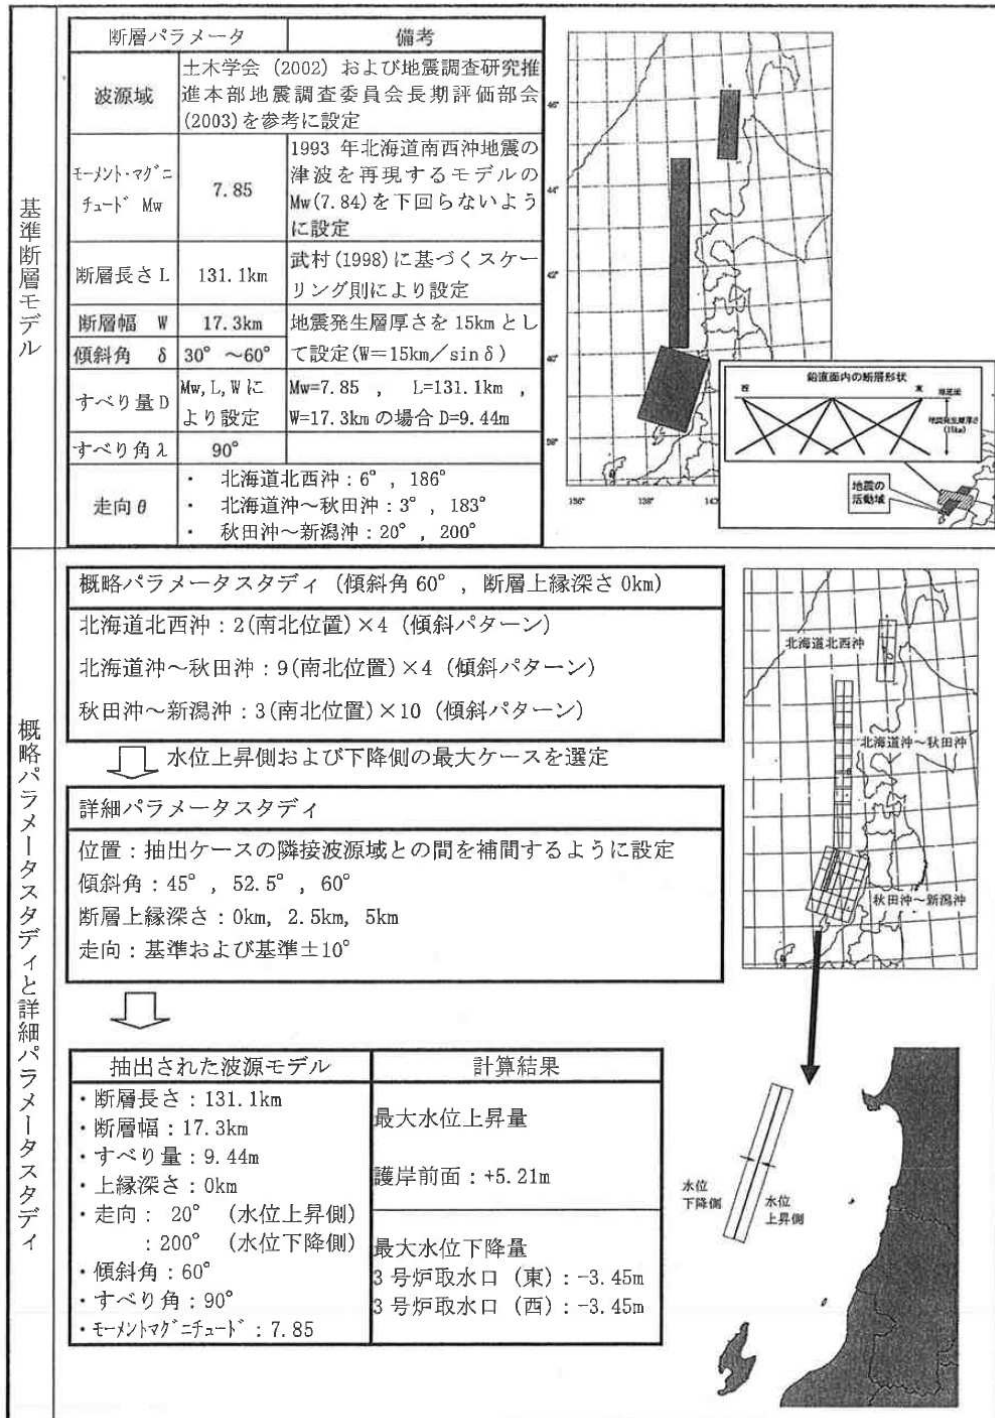 基準断層モデル
断層パラメータ 備考
波源域 土木学会 (2002) および地震調査研究推
進本部地震調査委員会長期評価部会
(2003)を参考に設定
モーメント・マグニ
チュード Mw
7.85
1993 年北海道南西沖地震の
津波を再現するモデルの
Mw(7.84)を下回らないよう
に設定
断層長さ L 131.1km
武村(1998)に基づくスケー
リング則により設定
断層幅 W 17.3km
傾斜角 δ 30° ～60°
地震発生層厚さを 15km とし
て設定(W=15km／sinδ)
すべり量 D
Mw, L, W に
より設定
Mw=7.85 , L=131.1km ,
W=17.3km の場合 D=9.44m
すべり角 λ 90°
走向 θ
・ 北海道北西沖：6° , 186°
・ 北海道沖～秋田沖：3° , 183°
・ 秋田沖～新潟沖：20° , 200°
鉛直面内の断層形状
西 東
地震発生層厚さ
(15km)
地震の
活動域
44°
136° 138°
概略パラメータスタディと詳細パラメータスタディ
概略パラメータスタディ (傾斜角 60° , 断層上縁深さ 0km)
北海道北西沖：2(南北位置)×4 (傾斜パターン)
北海道沖～秋田沖：9(南北位置)×4 (傾斜パターン)
秋田沖～新潟沖：3(南北位置)×10 (傾斜パターン)
水位上昇側および下降側の最大ケースを選定
詳細パラメータスタディ
位置：抽出ケースの隣接波源域との間を補間するように設定
傾斜角：45° , 52.5° , 60°
断層上縁深さ：0km, 2.5km, 5km
走向：基準および基準±10°
北海道北西沖
北海道沖～秋田沖
秋田沖～新潟沖
抽出された波源モデル
・断層長さ：131.1km
・断層幅：17.3km
・すべり量：9.44m
・上縁深さ：0km
・走向： 20° (水位上昇側)
：200° (水位下降側)
・傾斜角：60°
・すべり角：90°
・モーメントマグニチュード：7.85
計算結果
最大水位上昇量
護岸前面：+5.21m
最大水位下降量
3 号炉取水口 (東)：-3.45m
3 号炉取水口 (西)：-3.45m
水位
下降側
水位
上昇側